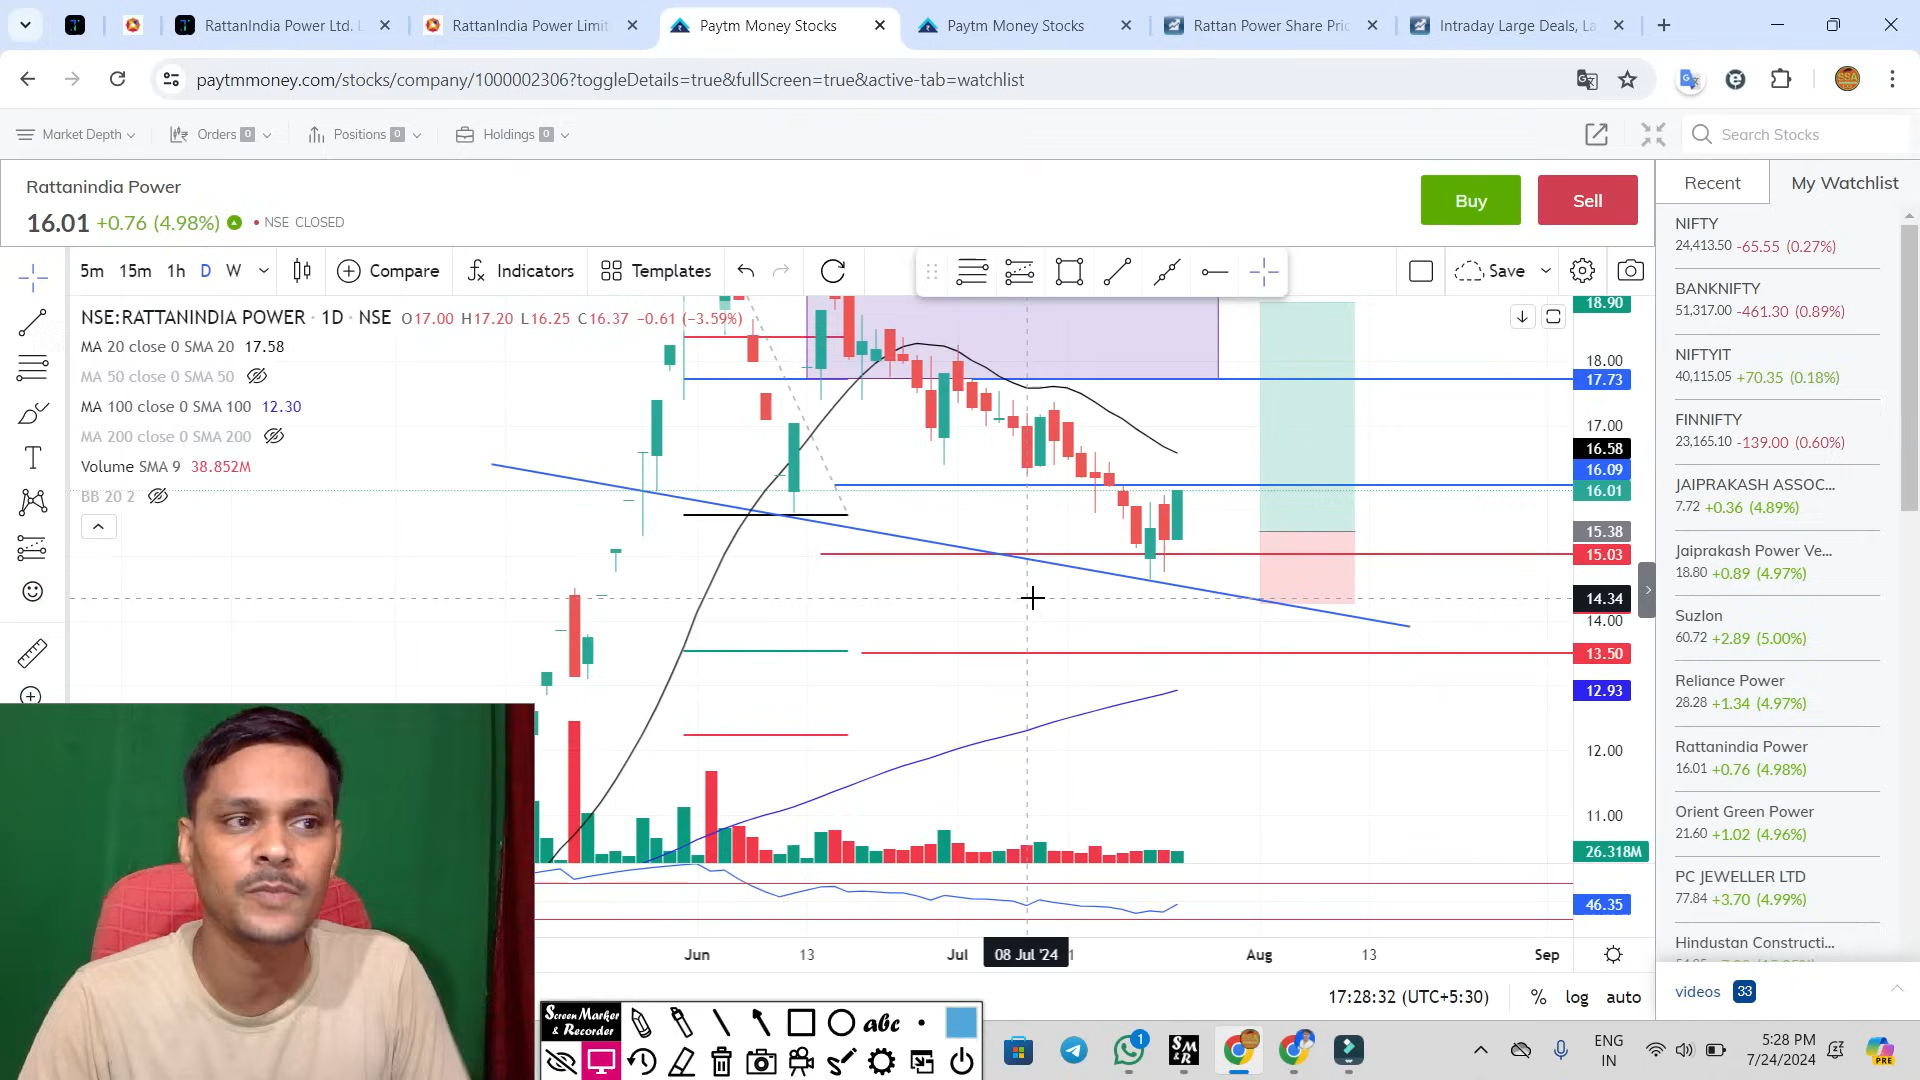 RattanIndia Power Ltd.
RattanIndia Power Limit
Paytm Money Stocks
Paytm Money Stocks
Rattan Power Share Pric
Intraday Large Deals, La
paytmmoney.com/stocks/company/1000002306?toggleDetails=true&fullScreen=true&active-tab=watchlist
SSA
Market Depth
Orders 0
Positions 0
Holdings 0
Search Stocks
Rattanindia Power
16.01 +0.76 (4.98%) • NSE CLOSED
Buy
Sell
Recent
My Watchlist
5m 15m 1h D W
Compare
Indicators
Templates
Save
NSE:RATTANINDIA POWER · 1D · NSE O17.00 H17.20 L16.25 C16.37 −0.61 (−3.59%)
MA 20 close 0 SMA 20 17.58
MA 50 close 0 SMA 50
MA 100 close 0 SMA 100 12.30
MA 200 close 0 SMA 200
Volume SMA 9 38.852M
BB 20 2
18.90
18.00
17.73
17.00
16.58
16.09
16.01
15.38
15.03
14.34
14.00
13.50
12.93
12.00
11.00
26.318M
46.35
Jun 13 Jul 08 Jul '24 1 Aug 13 Sep
17:28:32 (UTC+5:30) % log auto
NIFTY
24,413.50 -65.55 (0.27%)
BANKNIFTY
51,317.00 -461.30 (0.89%)
NIFTYIT
40,115.05 +70.35 (0.18%)
FINNIFTY
23,165.10 -139.00 (0.60%)
JAIPRAKASH ASSOC...
7.72 +0.36 (4.89%)
Jaiprakash Power Ve...
18.80 +0.89 (4.97%)
Suzlon
60.72 +2.89 (5.00%)
Reliance Power
28.28 +1.34 (4.97%)
Rattanindia Power
16.01 +0.76 (4.98%)
Orient Green Power
21.60 +1.02 (4.96%)
PC JEWELLER LTD
77.84 +3.70 (4.99%)
Hindustan Constructi...
videos 33
Screen Marker
& Recorder
abc
1
SM
&R
ENG
IN
5:28 PM
7/24/2024
PRE